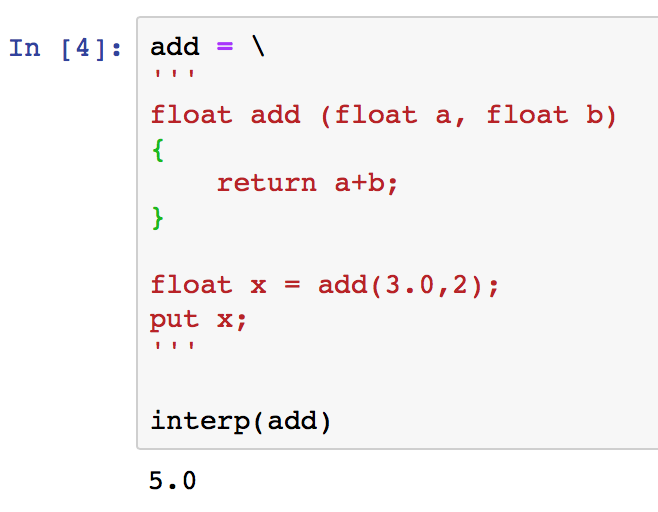 In [4]: add = \
'''
float add (float a, float b)
{
    return a+b;
}

float x = add(3.0,2);
put x;
'''

interp(add)
5.0